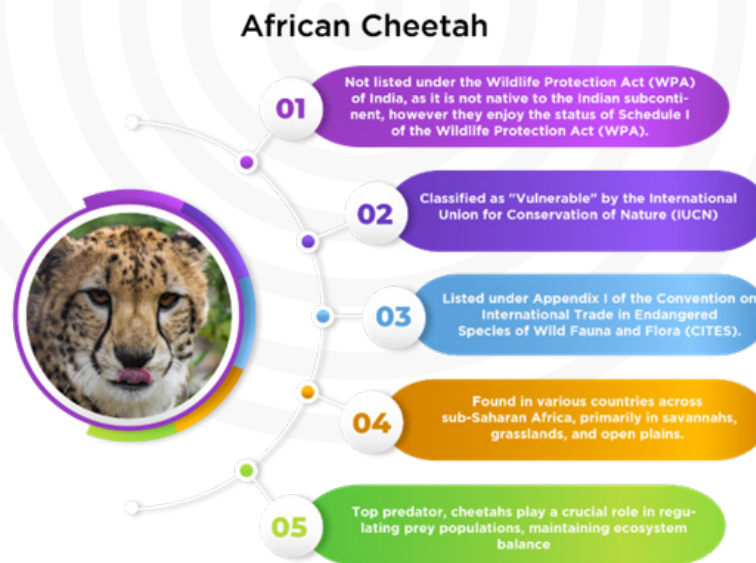 African Cheetah
01
Not listed under the Wildlife Protection Act (WPA)
of India, as it is not native to the Indian subconti-
nent, however they enjoy the status of Schedule I
of the Wildlife Protection Act (WPA).
02
Classified as "Vulnerable" by the International
Union for Conservation of Nature (IUCN)
03
Listed under Appendix I of the Convention on
International Trade in Endangered
Species of Wild Fauna and Flora (CITES).
04
Found in various countries across
sub-Saharan Africa, primarily in savannahs,
grasslands, and open plains.
05
Top predator, cheetahs play a crucial role in regu-
lating prey populations, maintaining ecosystem
balance